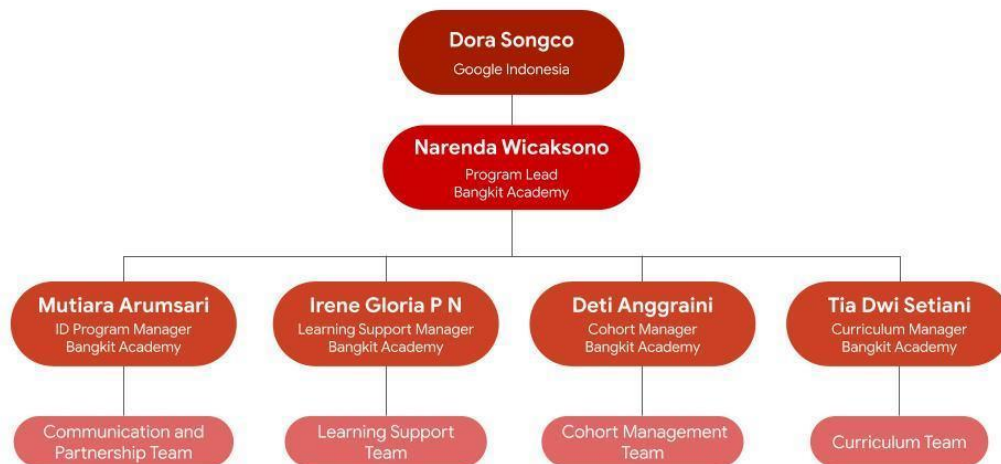 Dora Songco
Google Indonesia
Narenda Wicaksono
Program Lead
Bangkit Academy
Mutiara Arumsari
ID Program Manager
Bangkit Academy
Irene Gloria P N
Learning Support Manager
Bangkit Academy
Deti Anggraini
Cohort Manager
Bangkit Academy
Tia Dwi Setiani
Curriculum Manager
Bangkit Academy
Communication and
Partnership Team
Learning Support
Team
Cohort Management
Team
Curriculum Team